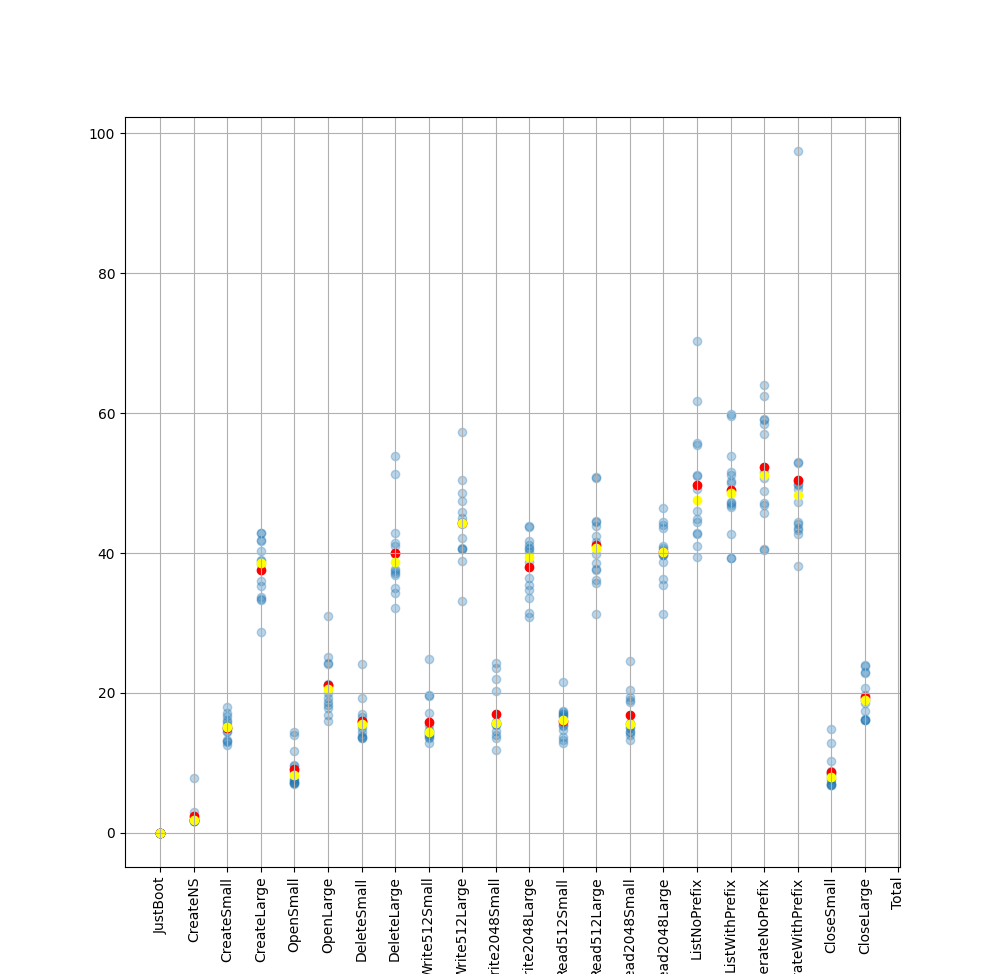 100
80
60
40
20
0
JustBoot
CreateNS
CreateSmall
CreateLarge
OpenSmall
OpenLarge
DeleteSmall
DeleteLarge
Write512Small
Write512Large
rite2048Small
rite2048Large
Read512Small
Read512Large
ead2048Small
ead2048Large
ListNoPrefix
ListWithPrefix
erateNoPrefix
ateWithPrefix
CloseSmall
CloseLarge
Total